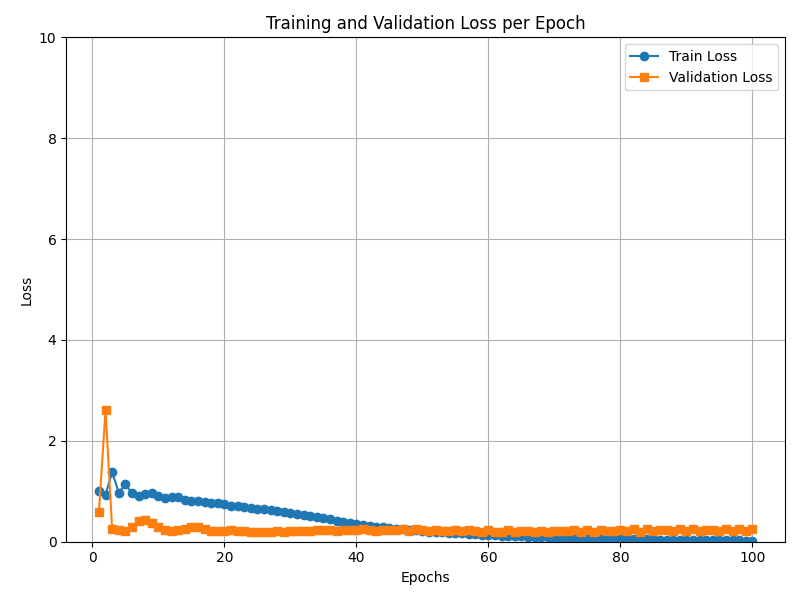 Training and Validation Loss per Epoch
Train Loss
Validation Loss
10
8
6
4
2
0
Loss
0 20 40 60 80 100
Epochs